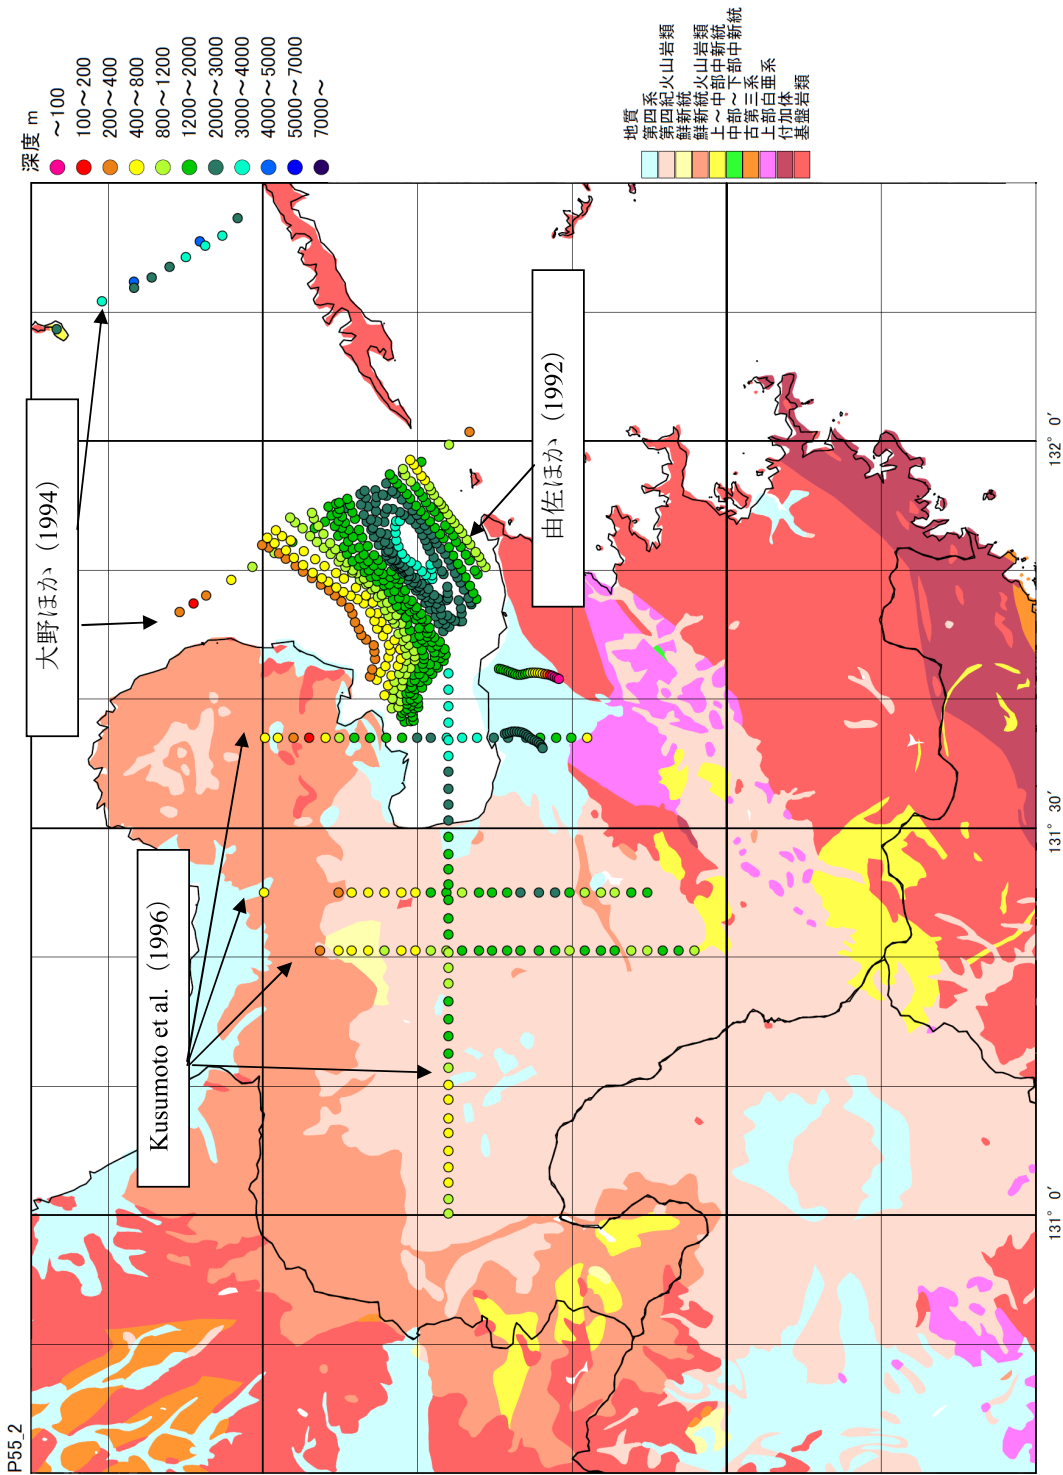 P55_2
深度 m
～100
100～200
200～400
400～800
800～1200
1200～2000
2000～3000
3000～4000
4000～5000
5000～7000
7000～
大野ほか（1994）
由佐ほか（1992）
Kusumoto et al.（1996）
地質
第四系
第四紀火山岩類
鮮新統
鮮新統火山岩類
上～中部中新統
中部～下部中新統
古第三系
上部白亜系
付加体
基盤岩類
131° 0′
131° 30′
132° 0′